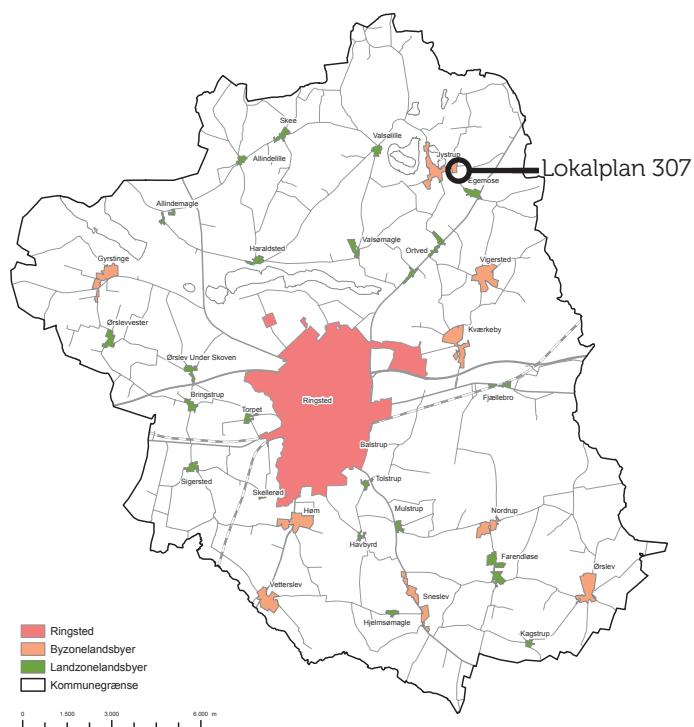 Skee
Valsølille
Jystrup
Allindelille
Lokalplan 307
Egemose
Allindemagle
Haraldsted
Valsømagle
Ortved
Gyrstinge
Vigersted
Ørslevvester
Kværkeby
Ørslev Under Skoven
Fjællebro
Bringstrup
Ringsted
Torpet
Balstrup
Sigersted
Tolstrup
Skellerød
Høm
Mulstrup
Nordrup
Havbyrd
Farendløse
Ørslev
Vetterslev
Sneslev
Hjelmsømagle
Kagstrup
Ringsted
Byzonelandsbyer
Landzonelandsbyer
Kommunegrænse
0 1.500 3.000 6.000 m